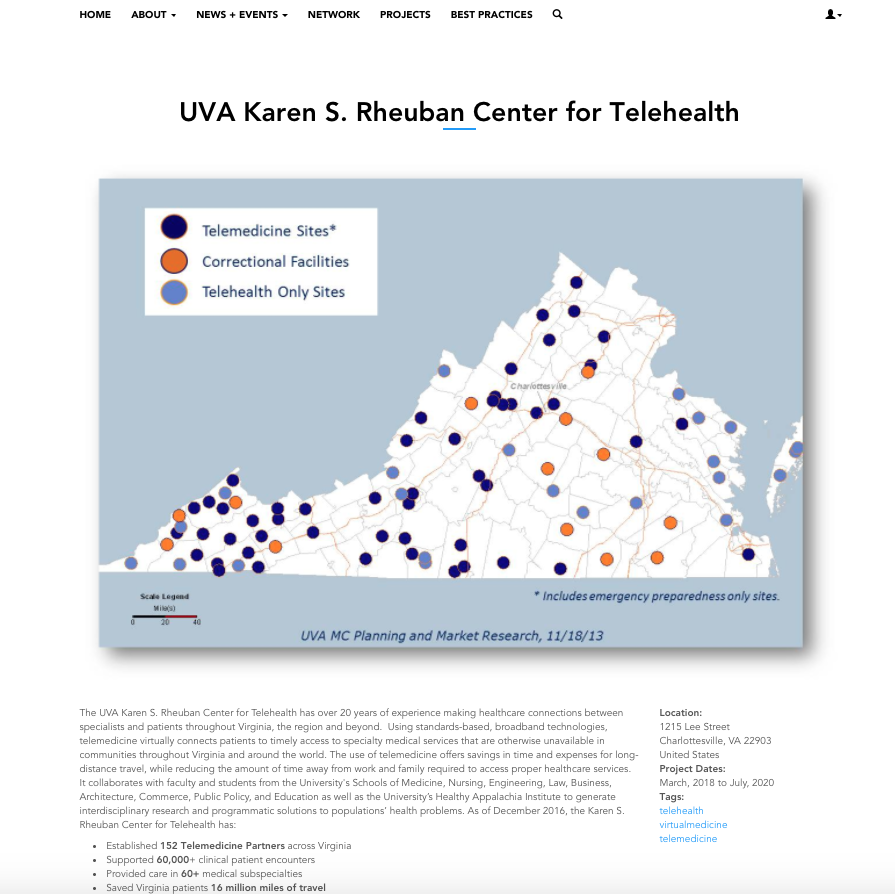 HOME ABOUT NEWS + EVENTS NETWORK PROJECTS BEST PRACTICES
UVA Karen S. Rheuban Center for Telehealth
Telemedicine Sites*
Correctional Facilities
Telehealth Only Sites
Charlottesville
* Includes emergency preparedness only sites.
Scale Legend
Mile(s)
0 20 40
UVA MC Planning and Market Research, 11/18/13
The UVA Karen S. Rheuban Center for Telehealth has over 20 years of experience making healthcare connections between
specialists and patients throughout Virginia, the region and beyond.  Using standards-based, broadband technologies,
telemedicine virtually connects patients to timely access to specialty medical services that are otherwise unavailable in
communities throughout Virginia and around the world. The use of telemedicine offers savings in time and expenses for long-
distance travel, while reducing the amount of time away from work and family required to access proper healthcare services.
It collaborates with faculty and students from the University's Schools of Medicine, Nursing, Engineering, Law, Business,
Architecture, Commerce, Public Policy, and Education as well as the University’s Healthy Appalachia Institute to generate
interdisciplinary research and programmatic solutions to populations' health problems. As of December 2016, the Karen S.
Rheuban Center for Telehealth has:
• Established 152 Telemedicine Partners across Virginia
• Supported 60,000+ clinical patient encounters
• Provided care in 60+ medical subspecialties
• Saved Virginia patients 16 million miles of travel
Location:
1215 Lee Street
Charlottesville, VA 22903
United States
Project Dates:
March, 2018 to July, 2020
Tags:
telehealth
virtualmedicine
telemedicine